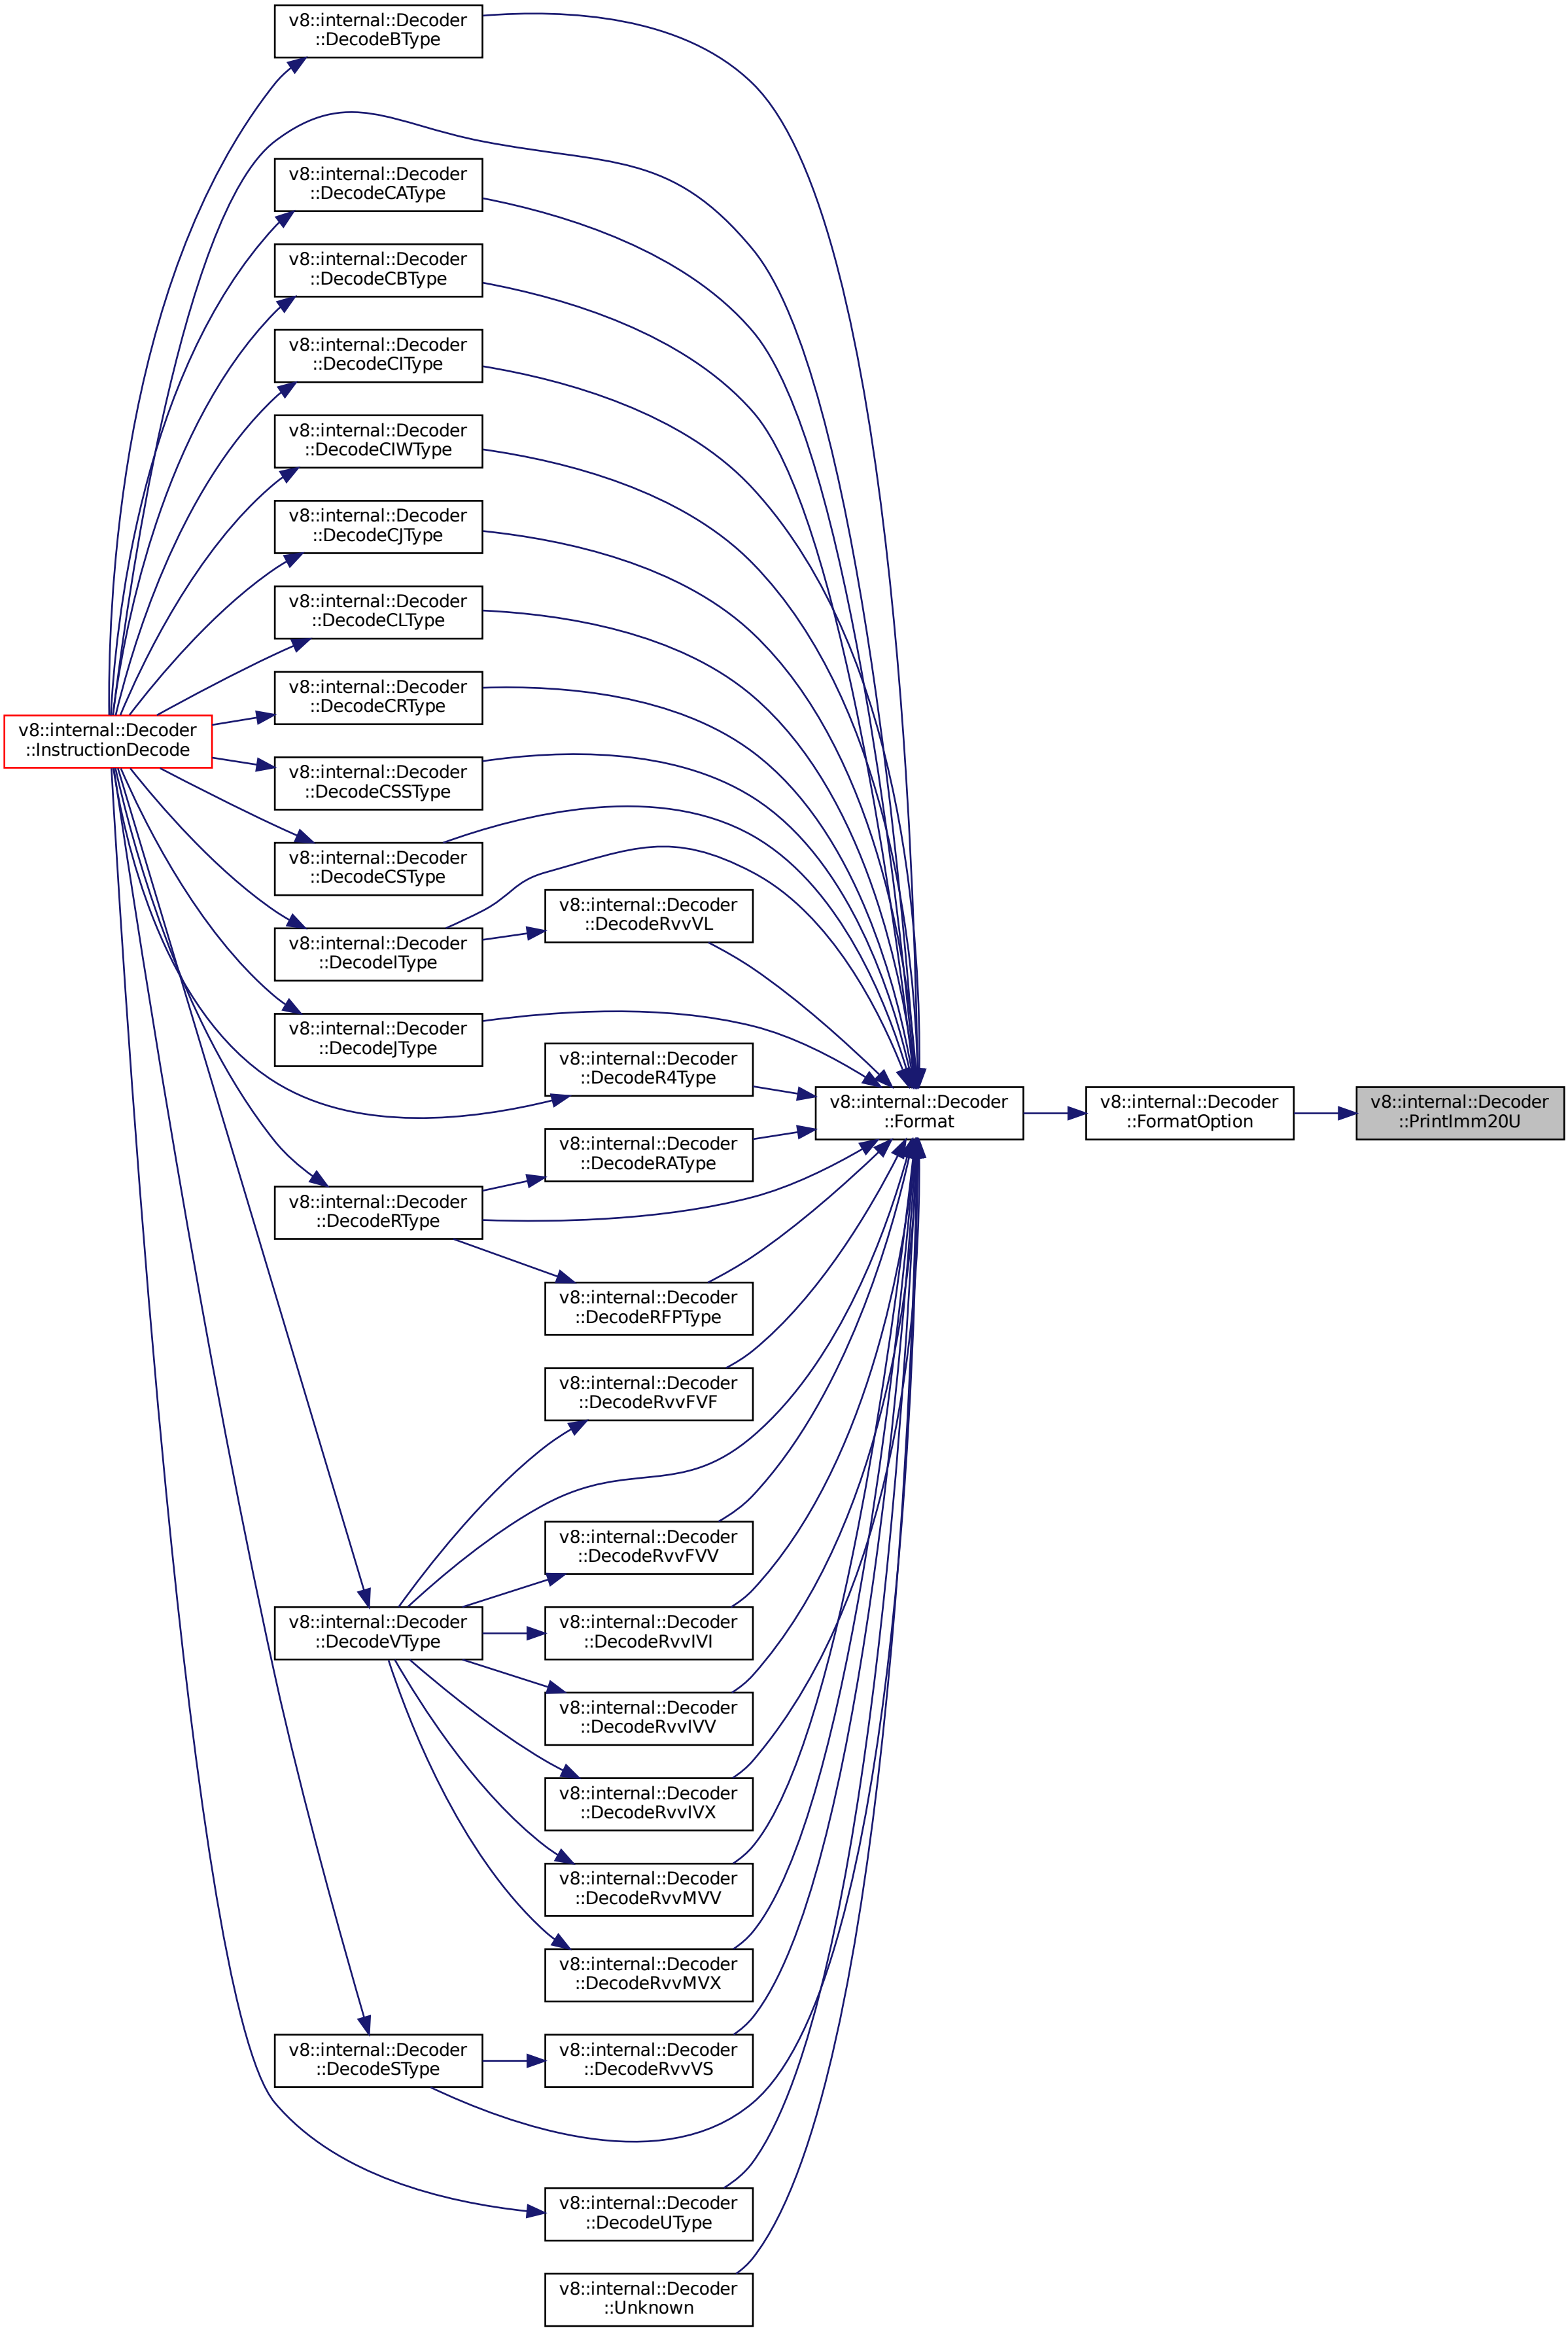 v8::internal::Decoder
::DecodeBType
v8::internal::Decoder
::DecodeCAType
v8::internal::Decoder
::DecodeCBType
v8::internal::Decoder
::DecodeCIType
v8::internal::Decoder
::DecodeCIWType
v8::internal::Decoder
::DecodeCJType
v8::internal::Decoder
::DecodeCLType
v8::internal::Decoder
::DecodeCRType
v8::internal::Decoder
::InstructionDecode
v8::internal::Decoder
::DecodeCSSType
v8::internal::Decoder
::DecodeCSType
v8::internal::Decoder
::DecodeRvvVL
v8::internal::Decoder
::DecodeIType
v8::internal::Decoder
::DecodeJType
v8::internal::Decoder
::DecodeR4Type
v8::internal::Decoder
::Format
v8::internal::Decoder
::FormatOption
v8::internal::Decoder
::PrintImm20U
v8::internal::Decoder
::DecodeRAType
v8::internal::Decoder
::DecodeRType
v8::internal::Decoder
::DecodeRFPType
v8::internal::Decoder
::DecodeRvvFVF
v8::internal::Decoder
::DecodeRvvFVV
v8::internal::Decoder
::DecodeVType
v8::internal::Decoder
::DecodeRvvIVI
v8::internal::Decoder
::DecodeRvvIVV
v8::internal::Decoder
::DecodeRvvIVX
v8::internal::Decoder
::DecodeRvvMVV
v8::internal::Decoder
::DecodeRvvMVX
v8::internal::Decoder
::DecodeSType
v8::internal::Decoder
::DecodeRvvVS
v8::internal::Decoder
::DecodeUType
v8::internal::Decoder
::Unknown